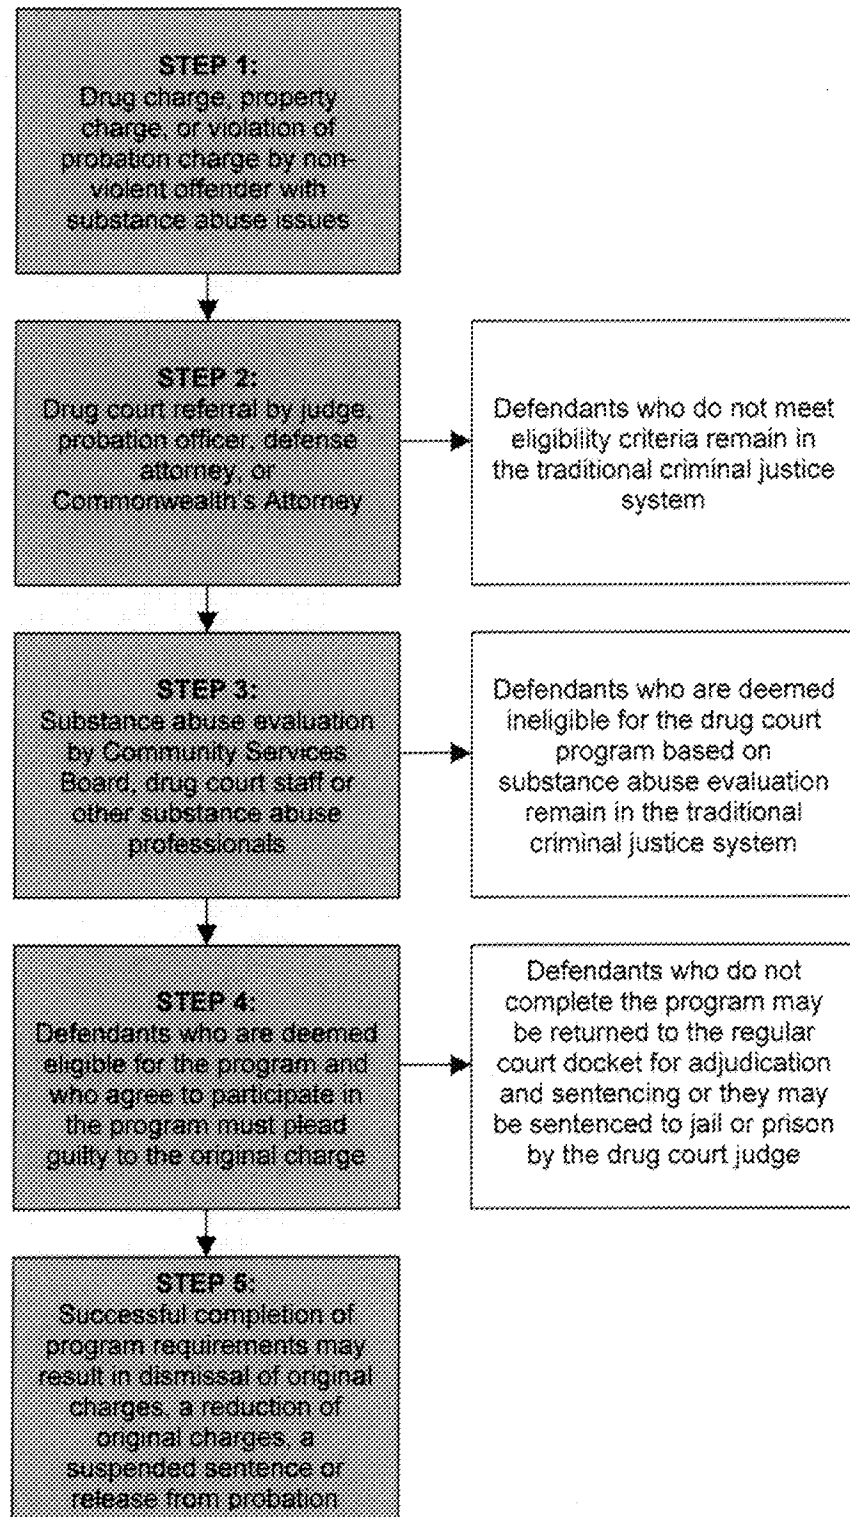 STEP 1:
Drug charge, property
charge, or violation of
probation charge by non-
violent offender with
substance abuse issues
STEP 2:
Drug court referral by judge,
probation officer, defense
attorney, or
Commonwealth's Attorney
Defendants who do not meet
eligibility criteria remain in
the traditional criminal justice
system
STEP 3:
Substance abuse evaluation
by Community Services
Board, drug court staff or
other substance abuse
professionals
Defendants who are deemed
ineligible for the drug court
program based on
substance abuse evaluation
remain in the traditional
criminal justice system
STEP 4:
Defendants who are deemed
eligible for the program and
who agree to participate in
the program must plead
guilty to the original charge
Defendants who do not
complete the program may
be returned to the regular
court docket for adjudication
and sentencing or they may
be sentenced to jail or prison
by the drug court judge
STEP 5:
Successful completion of
program requirements may
result in dismissal of original
charges, a reduction of
original charges, a
suspended sentence or
release from probation